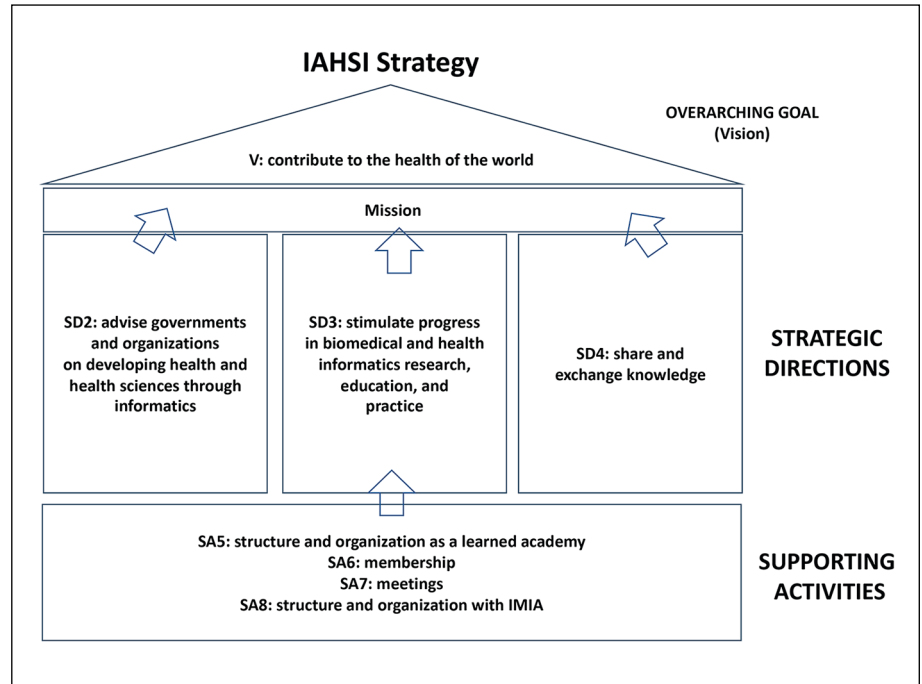 IAHSI Strategy
OVERARCHING GOAL
(Vision)
V: contribute to the health of the world
Mission
SD2: advise governments
and organizations
on developing health and
health sciences through
informatics
SD3: stimulate progress
in biomedical and health
informatics research,
education, and
practice
SD4: share and
exchange knowledge
STRATEGIC
DIRECTIONS
SA5: structure and organization as a learned academy
SA6: membership
SA7: meetings
SA8: structure and organization with IMIA
SUPPORTING
ACTIVITIES